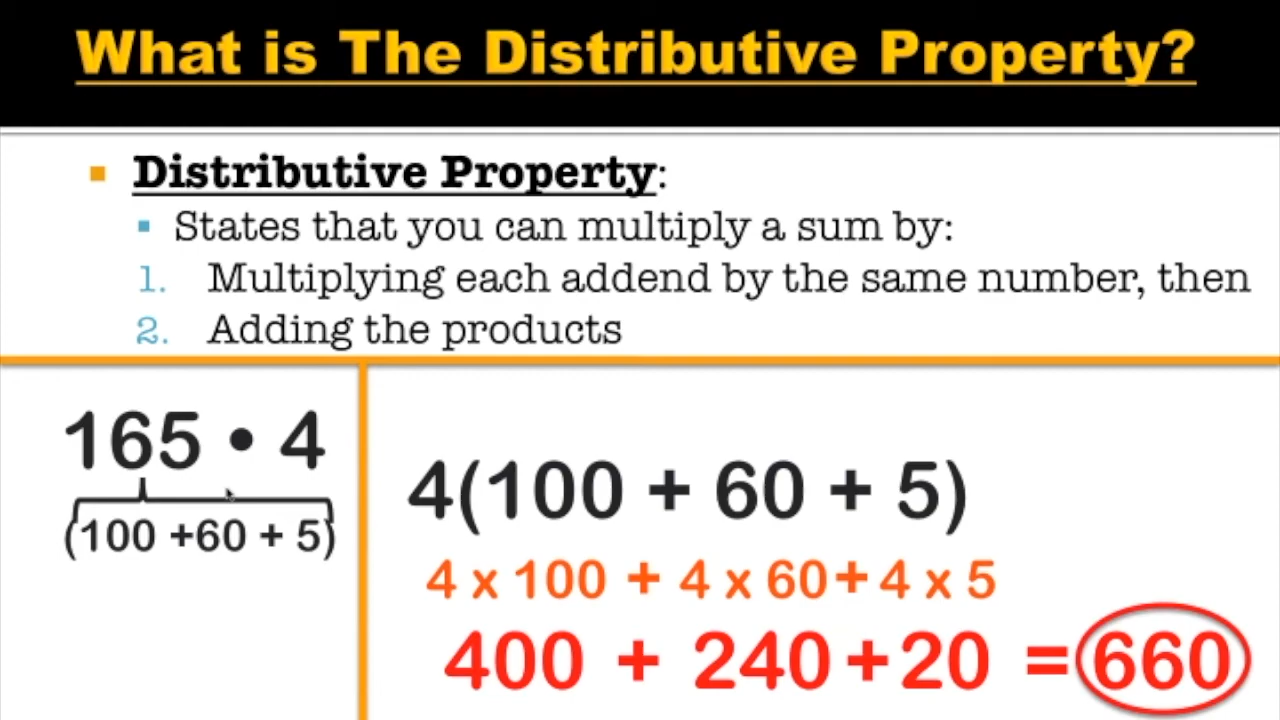 What is The Distributive Property?
Distributive Property:
States that you can multiply a sum by:
1. Multiplying each addend by the same number, then
2. Adding the products
165 • 4
(100 +60 + 5)
4(100 + 60 + 5)
4 x 100 + 4 x 60 + 4 x 5
400 + 240 + 20 = 660